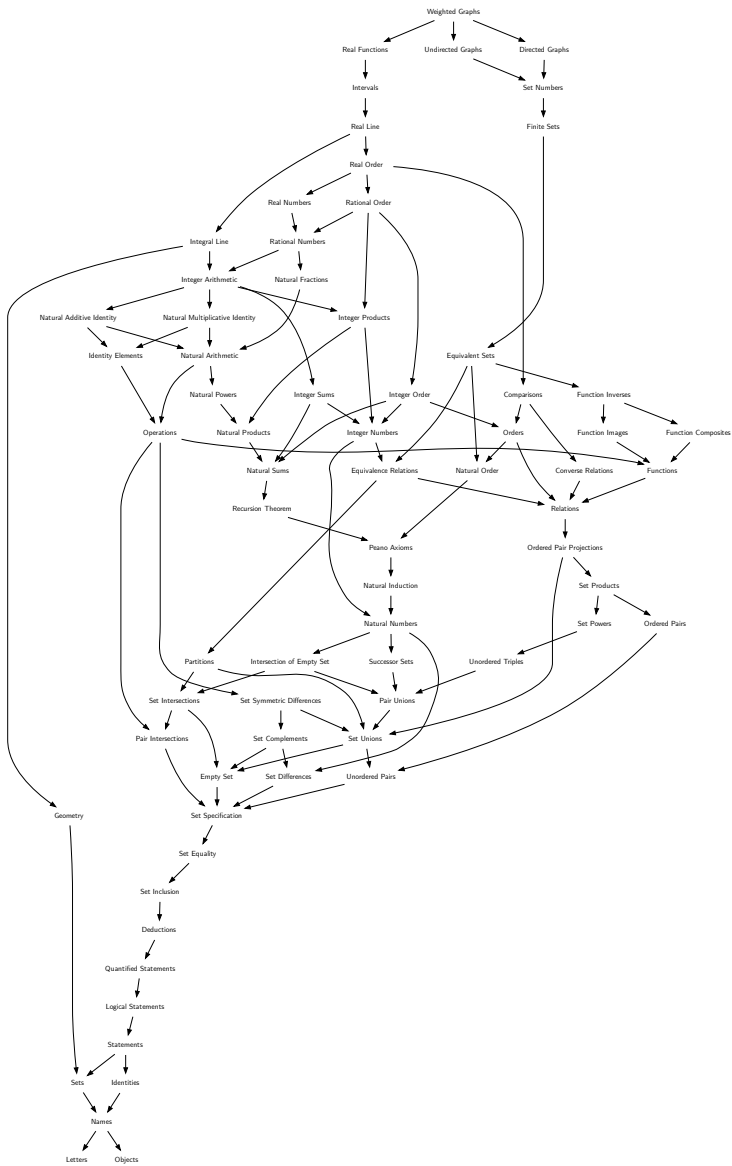 Weighted Graphs
Real Functions Undirected Graphs Directed Graphs
Intervals Set Numbers
Real Line Finite Sets
Real Order
Real Numbers Rational Order
Integral Line Rational Numbers
Integer Arithmetic Natural Fractions
Natural Additive Identity Natural Multiplicative Identity Integer Products
Identity Elements Natural Arithmetic Equivalent Sets
Natural Powers Integer Sums Integer Order Comparisons Function Inverses
Operations Natural Products Integer Numbers Orders Function Images Function Composites
Natural Sums Equivalence Relations Natural Order Converse Relations Functions
Recursion Theorem Relations
Peano Axioms Ordered Pair Projections
Natural Induction Set Products
Natural Numbers Set Powers Ordered Pairs
Partitions Intersection of Empty Set Successor Sets Unordered Triples
Set Intersections Set Symmetric Differences Pair Unions
Pair Intersections Set Complements Set Unions
Empty Set Set Differences Unordered Pairs
Geometry Set Specification
Set Equality
Set Inclusion
Deductions
Quantified Statements
Logical Statements
Statements
Sets Identities
Names
Letters Objects